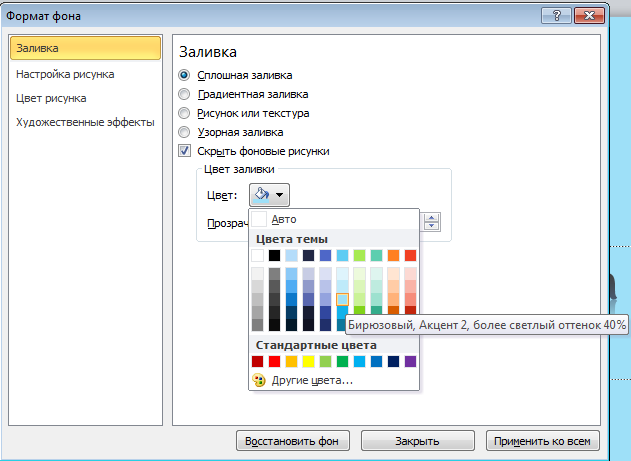 Формат фона
Заливка
Настройка рисунка
Цвет рисунка
Художественные эффекты
Заливка
Сплошная заливка
Градиентная заливка
Рисунок или текстура
Узорная заливка
Скрыть фоновые рисунки
Цвет заливки
Цвет:
Прозрач
Авто
Цвета темы
Бирюзовый, Акцент 2, более светлый оттенок 40%
Стандартные цвета
Другие цвета...
Восстановить фон
Закрыть
Применить ко всем